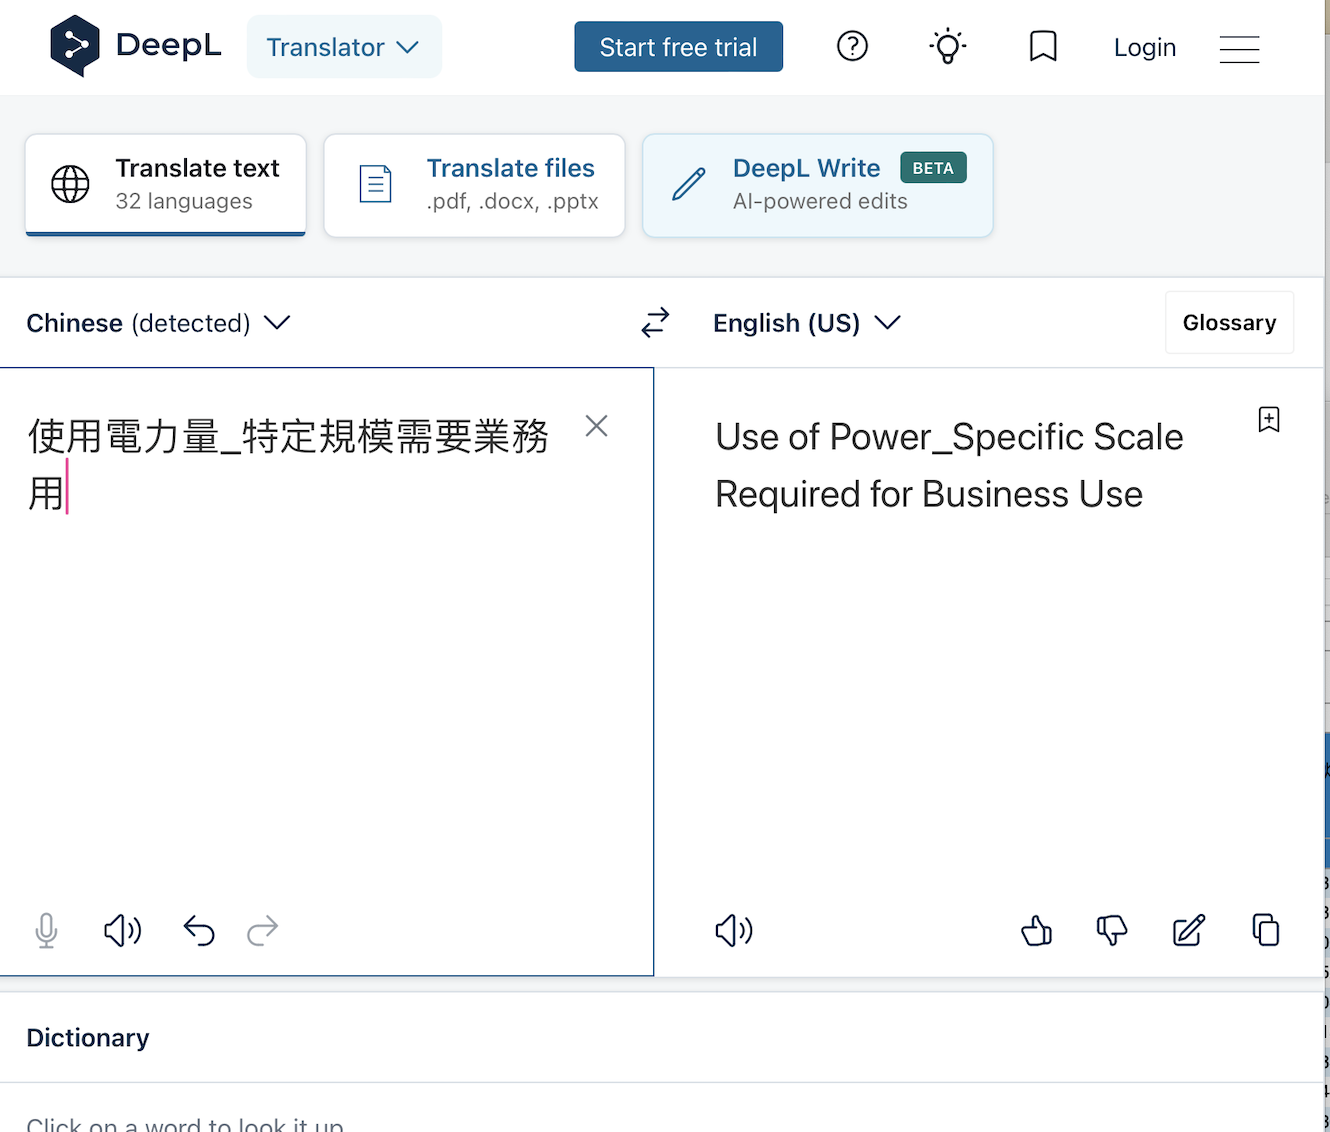 DeepL
Translator
Start free trial
Login
Translate text
32 languages
Translate files
.pdf, .docx, .pptx
DeepL Write BETA
AI-powered edits
Chinese (detected)
English (US)
Glossary
使用電力量_特定規模需要業務
用
Use of Power_Specific Scale
Required for Business Use
Dictionary
Click on a word to look it up